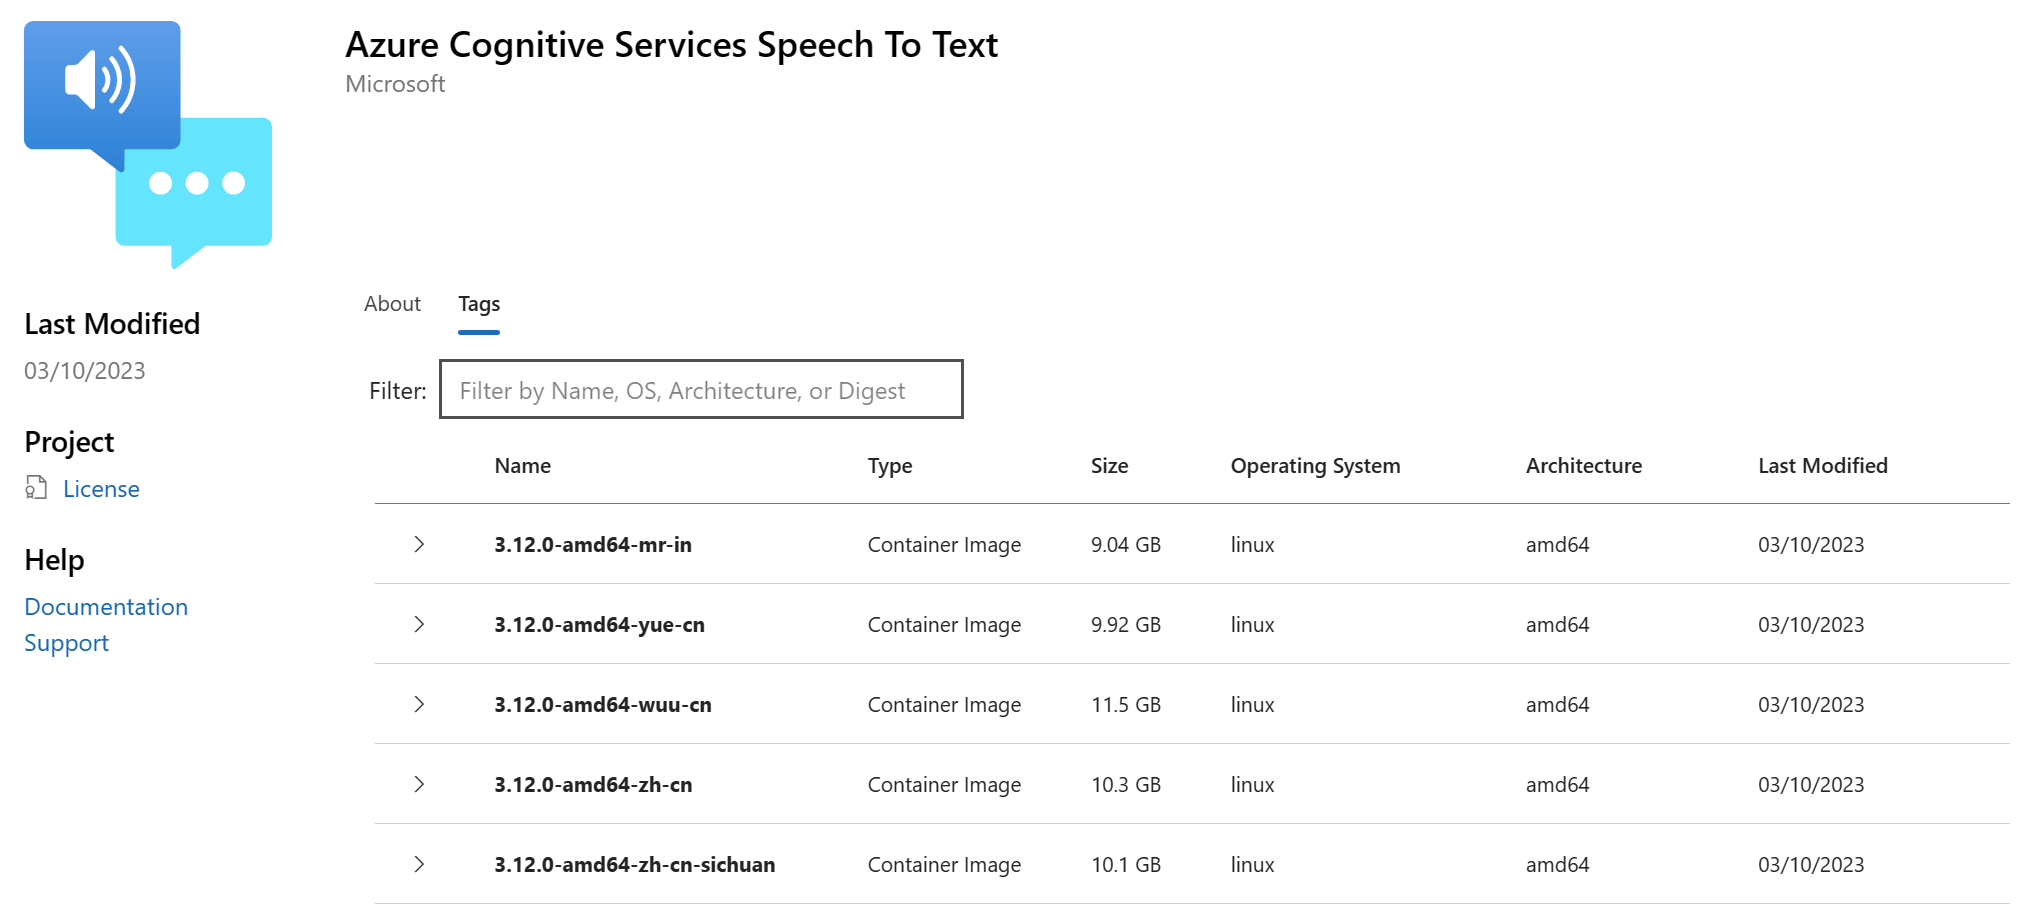 Azure Cognitive Services Speech To Text
Microsoft
Last Modified
03/10/2023
Project
License
Help
Documentation
Support
About Tags
Filter: Filter by Name, OS, Architecture, or Digest
Name Type Size Operating System Architecture Last Modified
3.12.0-amd64-mr-in Container Image 9.04 GB linux amd64 03/10/2023
3.12.0-amd64-yue-cn Container Image 9.92 GB linux amd64 03/10/2023
3.12.0-amd64-wuu-cn Container Image 11.5 GB linux amd64 03/10/2023
3.12.0-amd64-zh-cn Container Image 10.3 GB linux amd64 03/10/2023
3.12.0-amd64-zh-cn-sichuan Container Image 10.1 GB linux amd64 03/10/2023